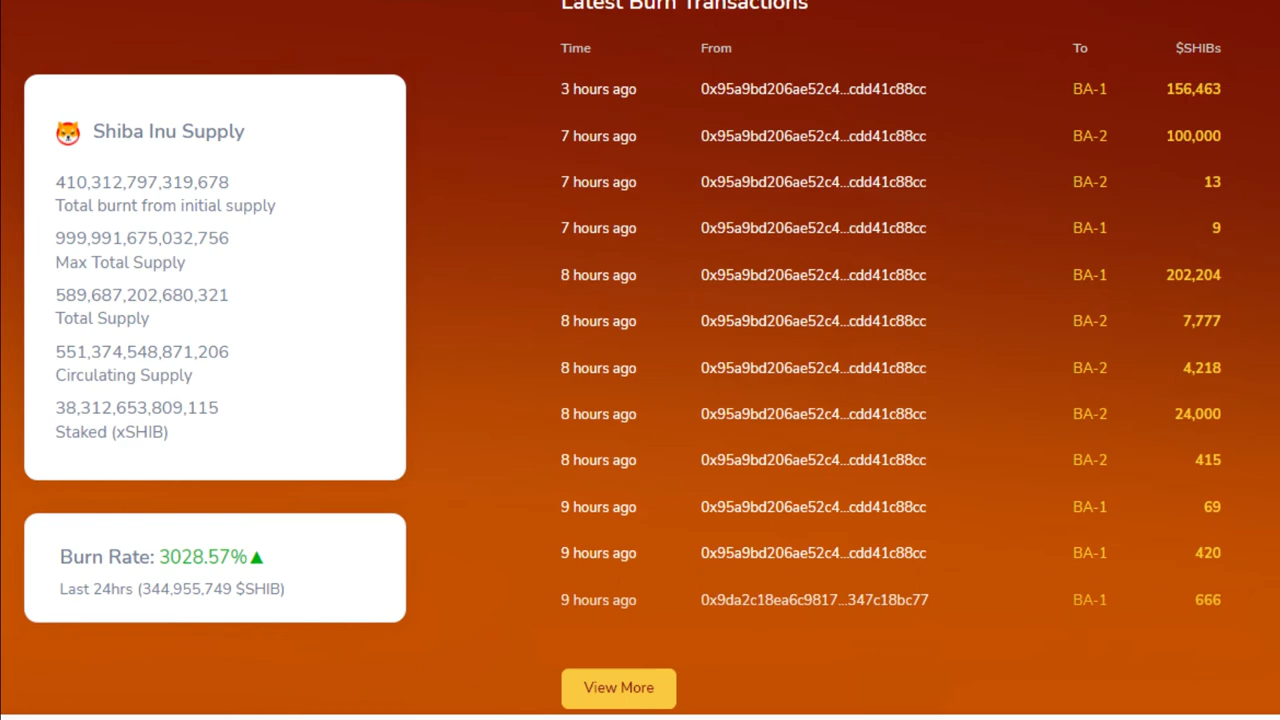 Latest Burn Transactions
Time From To $SHIBs
3 hours ago 0x95a9bd206ae52c4...cdd41c88cc BA-1 156,463
7 hours ago 0x95a9bd206ae52c4...cdd41c88cc BA-2 100,000
7 hours ago 0x95a9bd206ae52c4...cdd41c88cc BA-2 13
7 hours ago 0x95a9bd206ae52c4...cdd41c88cc BA-1 9
8 hours ago 0x95a9bd206ae52c4...cdd41c88cc BA-1 202,204
8 hours ago 0x95a9bd206ae52c4...cdd41c88cc BA-2 7,777
8 hours ago 0x95a9bd206ae52c4...cdd41c88cc BA-2 4,218
8 hours ago 0x95a9bd206ae52c4...cdd41c88cc BA-2 24,000
8 hours ago 0x95a9bd206ae52c4...cdd41c88cc BA-2 415
9 hours ago 0x95a9bd206ae52c4...cdd41c88cc BA-1 69
9 hours ago 0x95a9bd206ae52c4...cdd41c88cc BA-1 420
9 hours ago 0x9da2c18ea6c9817...347c18bc77 BA-1 666
View More
Shiba Inu Supply
410,312,797,319,678
Total burnt from initial supply
999,991,675,032,756
Max Total Supply
589,687,202,680,321
Total Supply
551,374,548,871,206
Circulating Supply
38,312,653,809,115
Staked (xSHIB)
Burn Rate: 3028.57%▲
Last 24hrs (344,955,749 $SHIB)